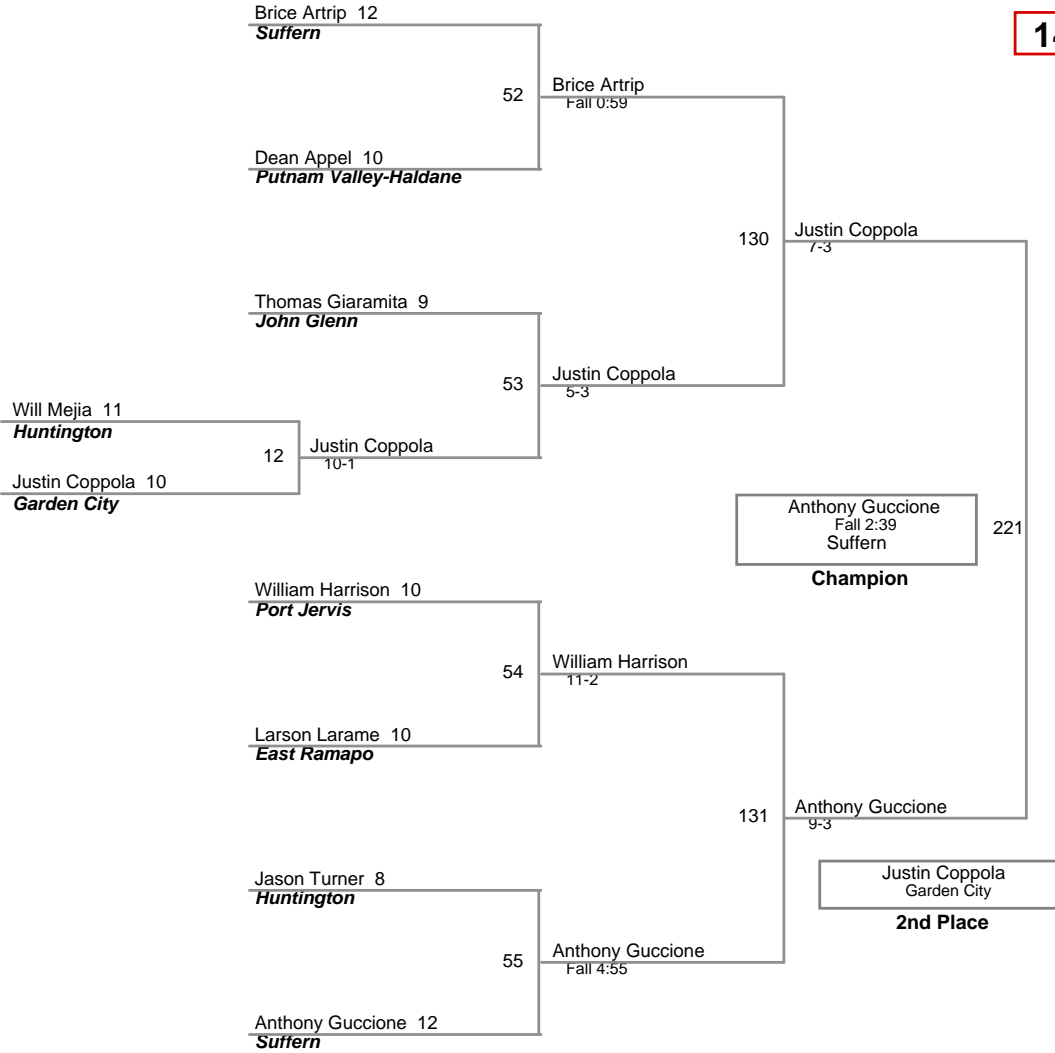 Brice Artrip 12
Suffern
52
Brice Artrip
Fall 0:59
Dean Appel 10
Putnam Valley-Haldane
130
Justin Coppola
7-3
Thomas Giaramita 9
John Glenn
53
Justin Coppola
5-3
Will Mejia 11
Huntington
12
Justin Coppola
10-1
Justin Coppola 10
Garden City
Anthony Guccione
Fall 2:39
Suffern
Champion
221
William Harrison 10
Port Jervis
54
William Harrison
11-2
Larson Larame 10
East Ramapo
131
Anthony Guccione
9-3
Jason Turner 8
Huntington
Justin Coppola
Garden City
2nd Place
55
Anthony Guccione
Fall 4:55
Anthony Guccione 12
Suffern